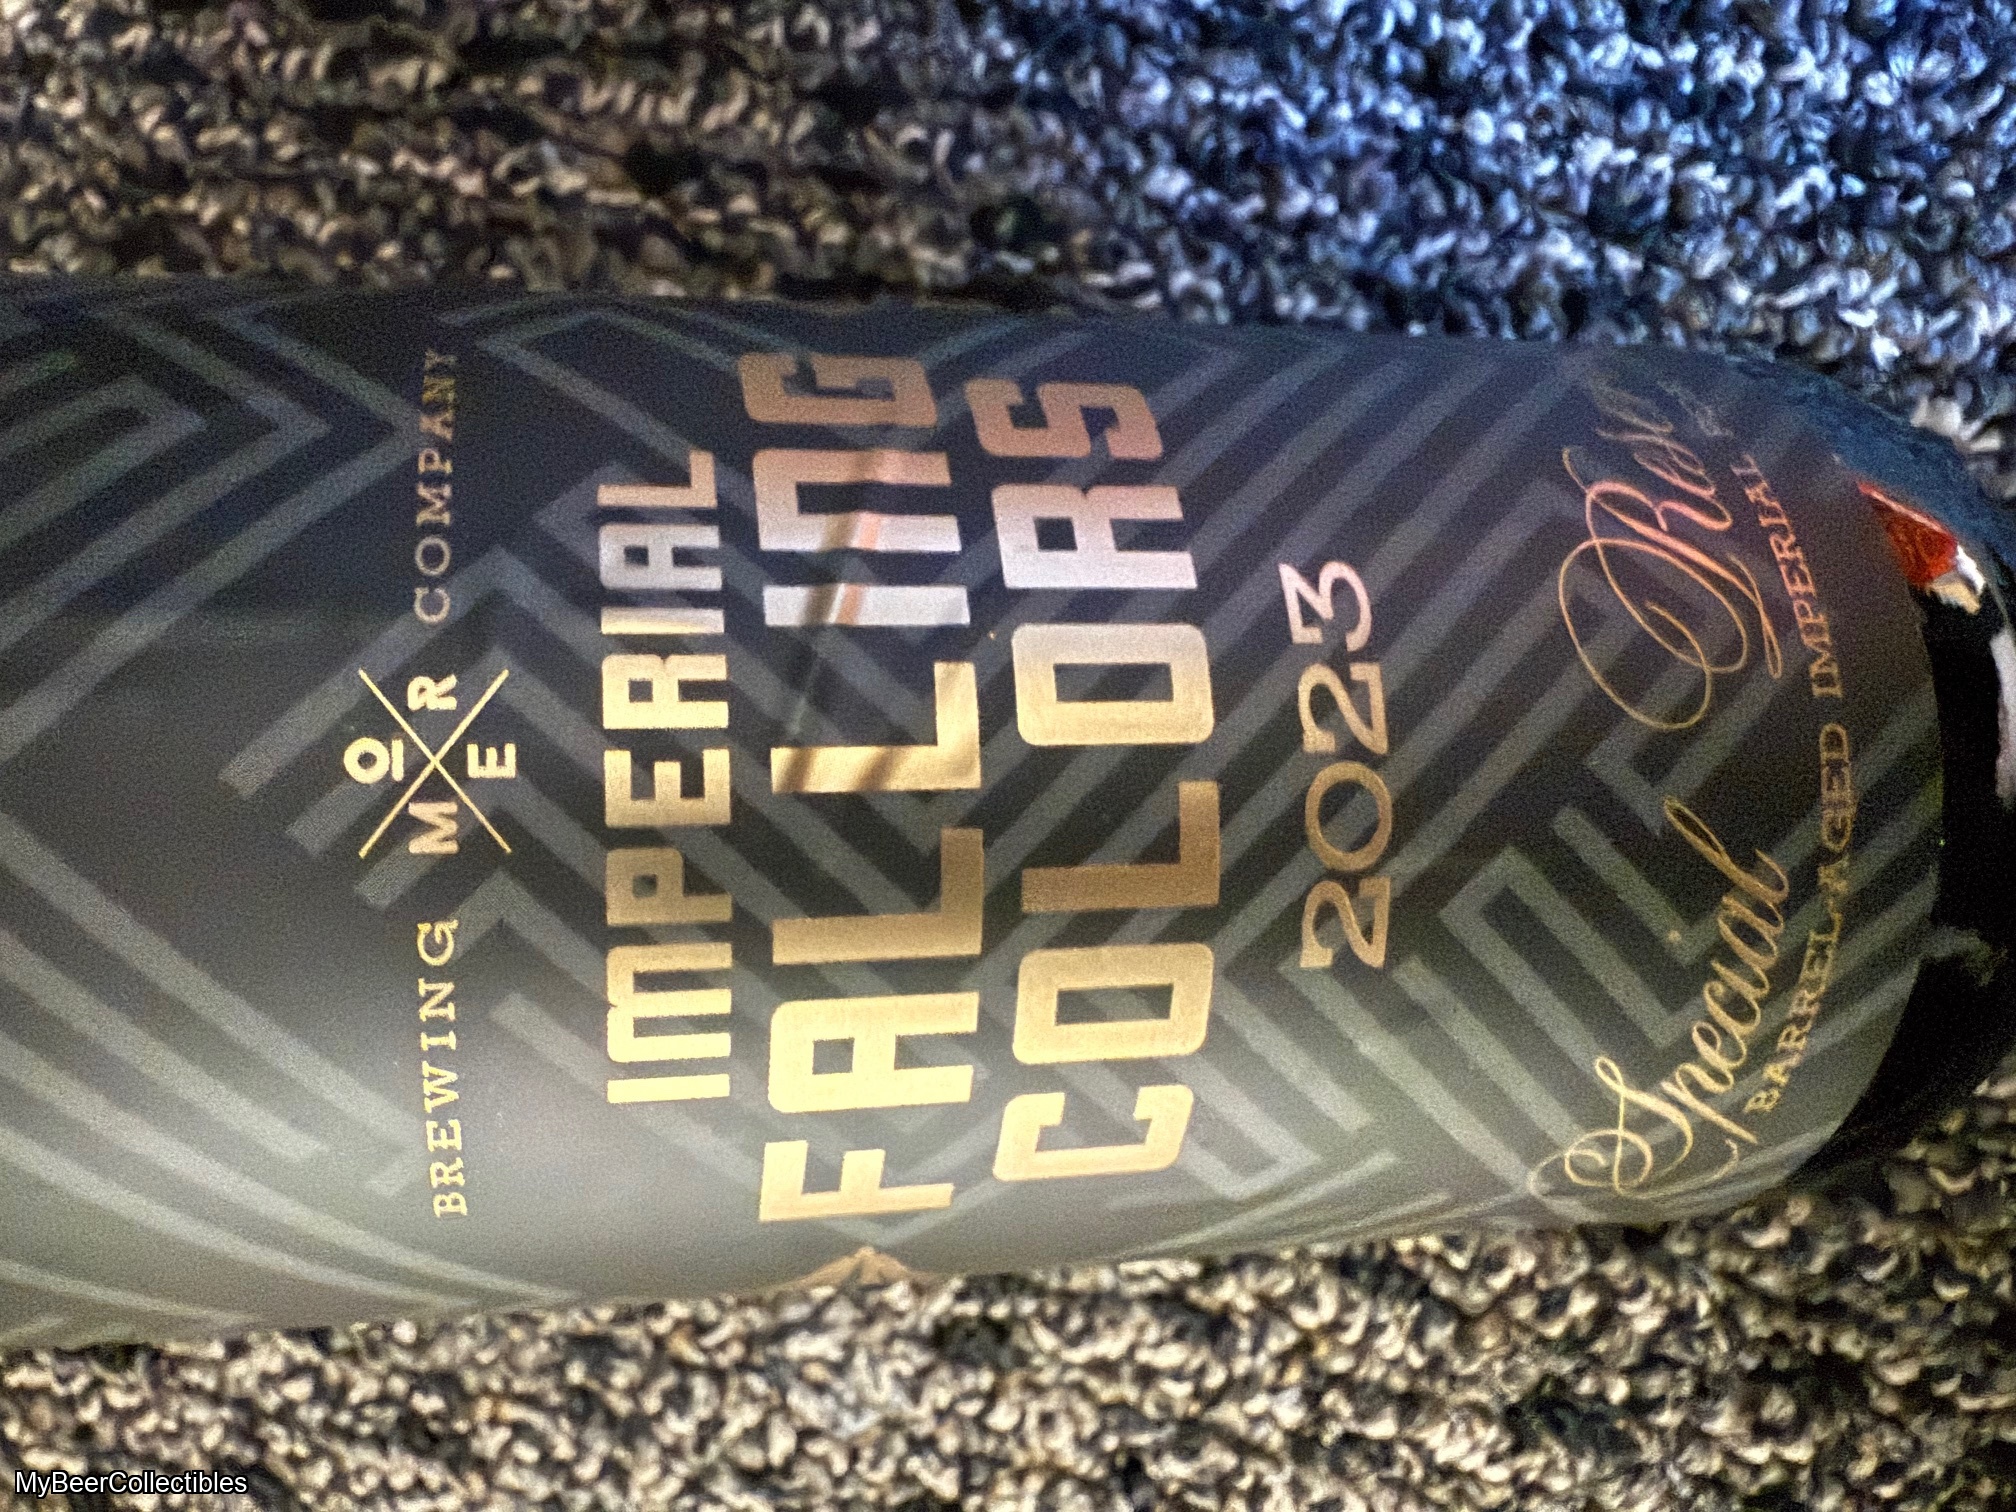 BREWING MORE COMPANY
IMPERIAL
FALLING
COLORS
2023
Special
BARREL-AGED IMPERIAL
MyBeerCollectibles